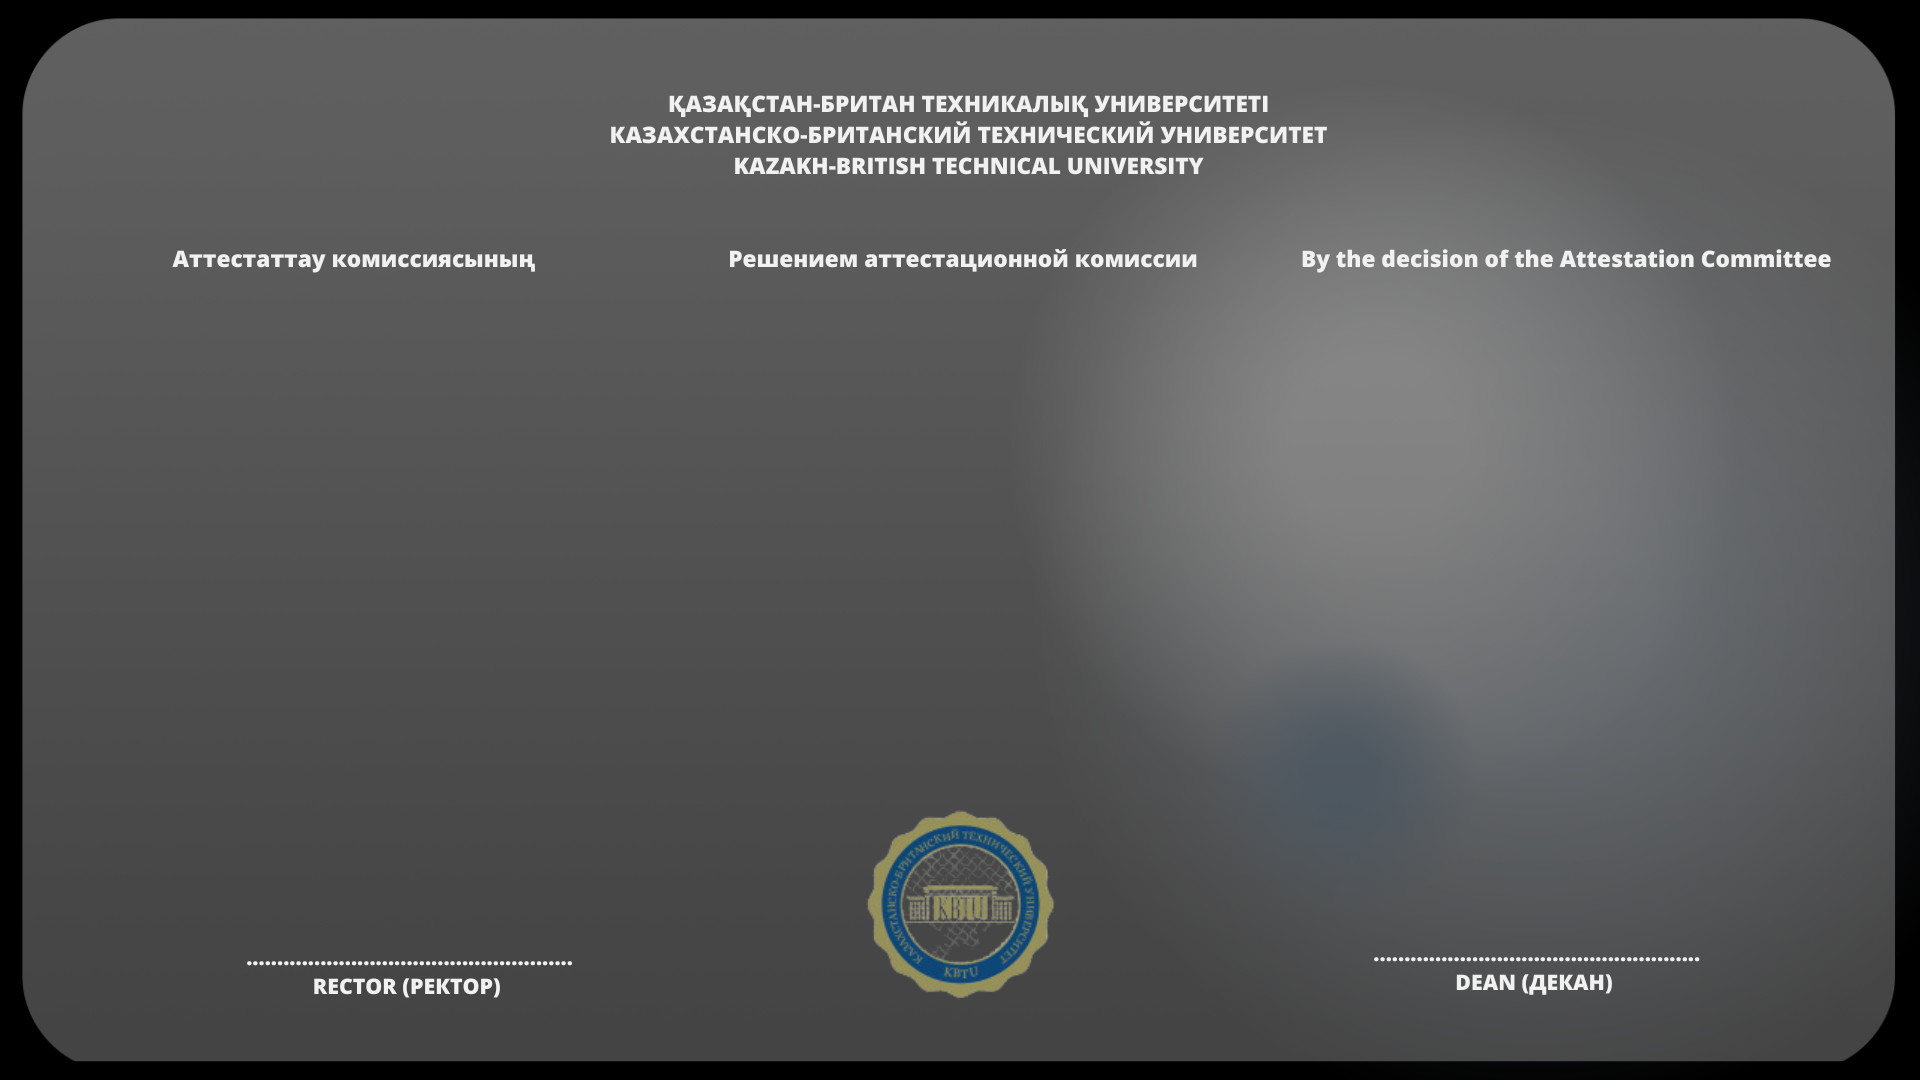 ҚАЗАҚСТАН-БРИТАН ТЕХНИКАЛЫҚ УНИВЕРСИТЕТІ
КАЗАХСТАНСКО-БРИТАНСКИЙ ТЕХНИЧЕСКИЙ УНИВЕРСИТЕТ
KAZAKH-BRITISH TECHNICAL UNIVERSITY
Аттестаттау комиссиясының
Решением аттестационной комиссии
By the decision of the Attestation Committee
КАЗАХСТАНСКО-БРИТАНСКИЙ ТЕХНИЧЕСКИЙ УНИВЕРСИТЕТ
KBTU
KBTU
RECTOR (РЕКТОР)
DEAN (ДЕКАН)